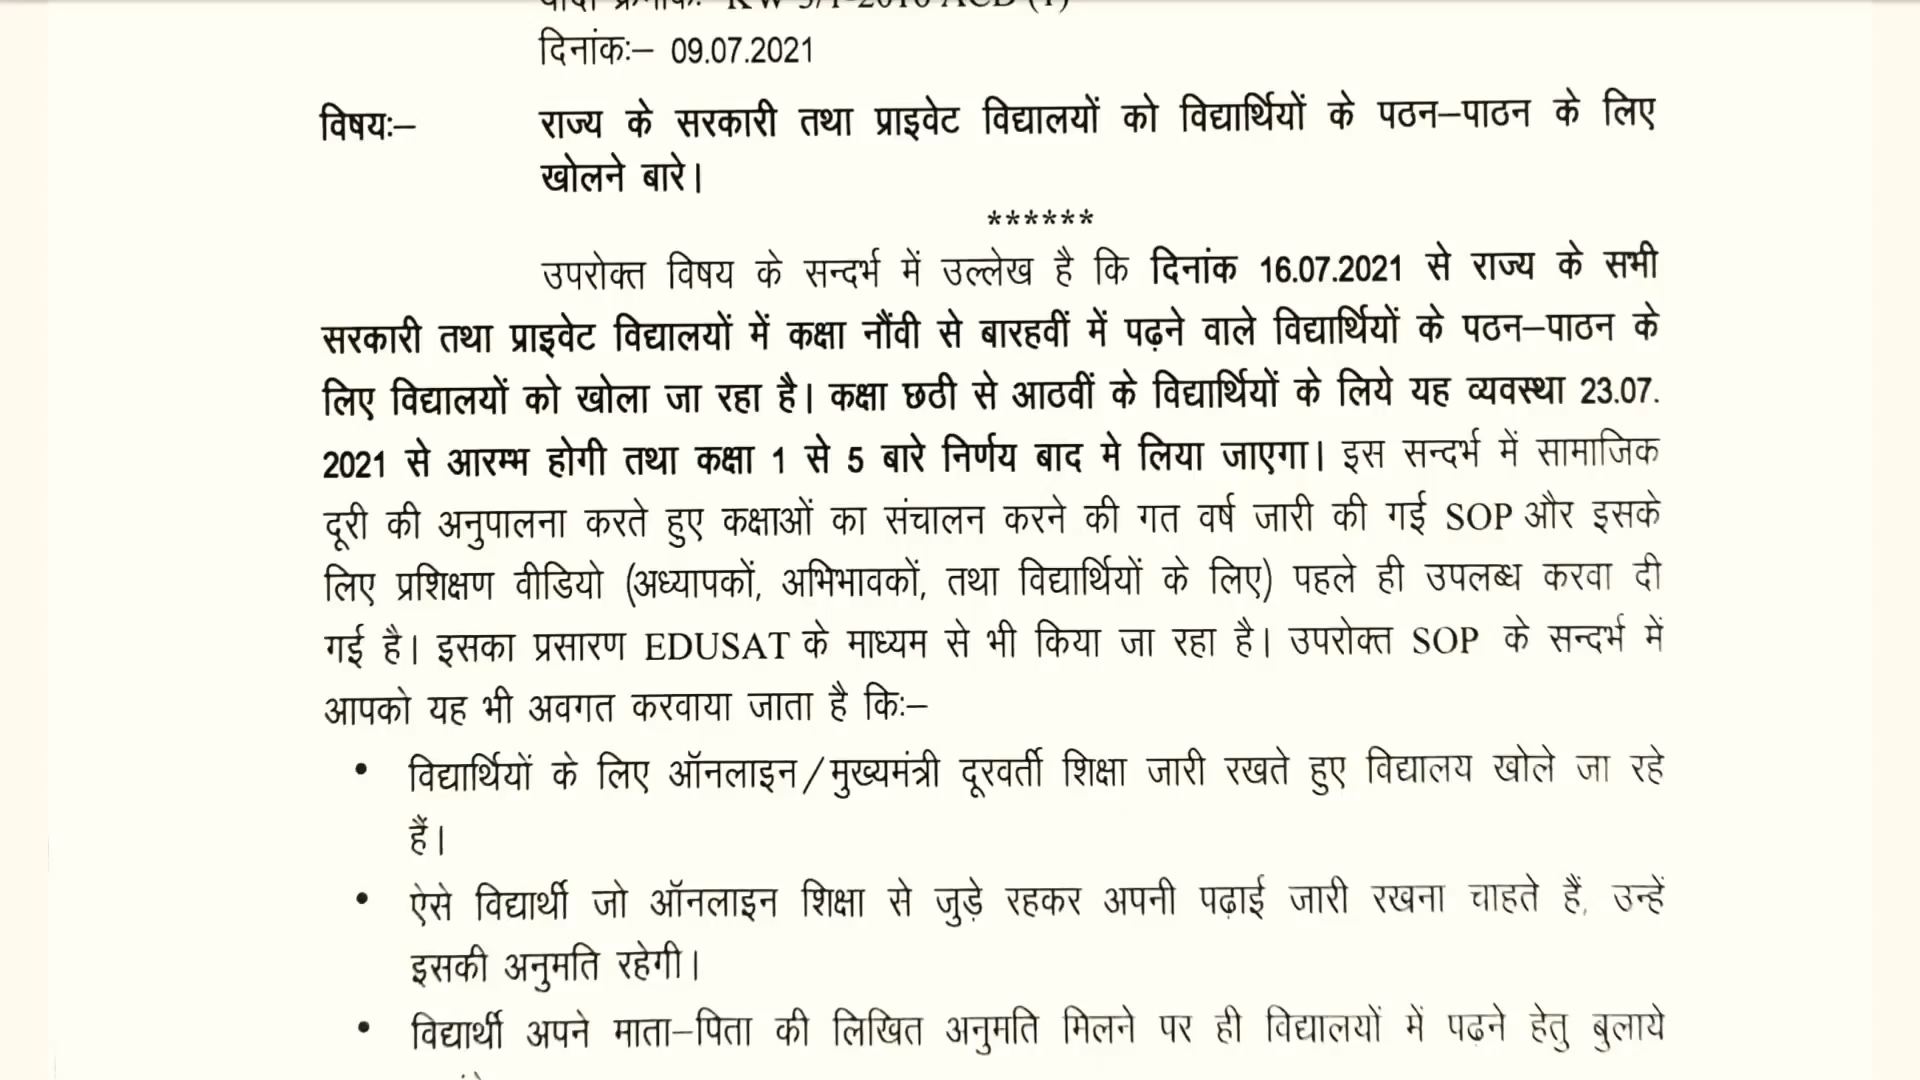 दिनांकः– 09.07.2021
विषयः– राज्य के सरकारी तथा प्राइवेट विद्यालयों को विद्यार्थियों के पठन–पाठन के लिए
खोलने बारे।
******
उपरोक्त विषय के सन्दर्भ में उल्लेख है कि दिनांक 16.07.2021 से राज्य के सभी
सरकारी तथा प्राइवेट विद्यालयों में कक्षा नौंवी से बारहवीं में पढ़ने वाले विद्यार्थियों के पठन–पाठन के
लिए विद्यालयों को खोला जा रहा है। कक्षा छठी से आठवीं के विद्यार्थियों के लिये यह व्यवस्था 23.07.
2021 से आरम्भ होगी तथा कक्षा 1 से 5 बारे निर्णय बाद मे लिया जाएगा। इस सन्दर्भ में सामाजिक
दूरी की अनुपालना करते हुए कक्षाओं का संचालन करने की गत वर्ष जारी की गई SOP और इसके
लिए प्रशिक्षण वीडियो (अध्यापकों, अभिभावकों, तथा विद्यार्थियों के लिए) पहले ही उपलब्ध करवा दी
गई है। इसका प्रसारण EDUSAT के माध्यम से भी किया जा रहा है। उपरोक्त SOP के सन्दर्भ में
आपको यह भी अवगत करवाया जाता है किः–
• विद्यार्थियों के लिए ऑनलाइन/मुख्यमंत्री दूरवर्ती शिक्षा जारी रखते हुए विद्यालय खोले जा रहे
हैं।
• ऐसे विद्यार्थी जो ऑनलाइन शिक्षा से जुड़े रहकर अपनी पढ़ाई जारी रखना चाहते हैं, उन्हें
इसकी अनुमति रहेगी।
• विद्यार्थी अपने माता–पिता की लिखित अनुमति मिलने पर ही विद्यालयों में पढने हेतु बुलाये